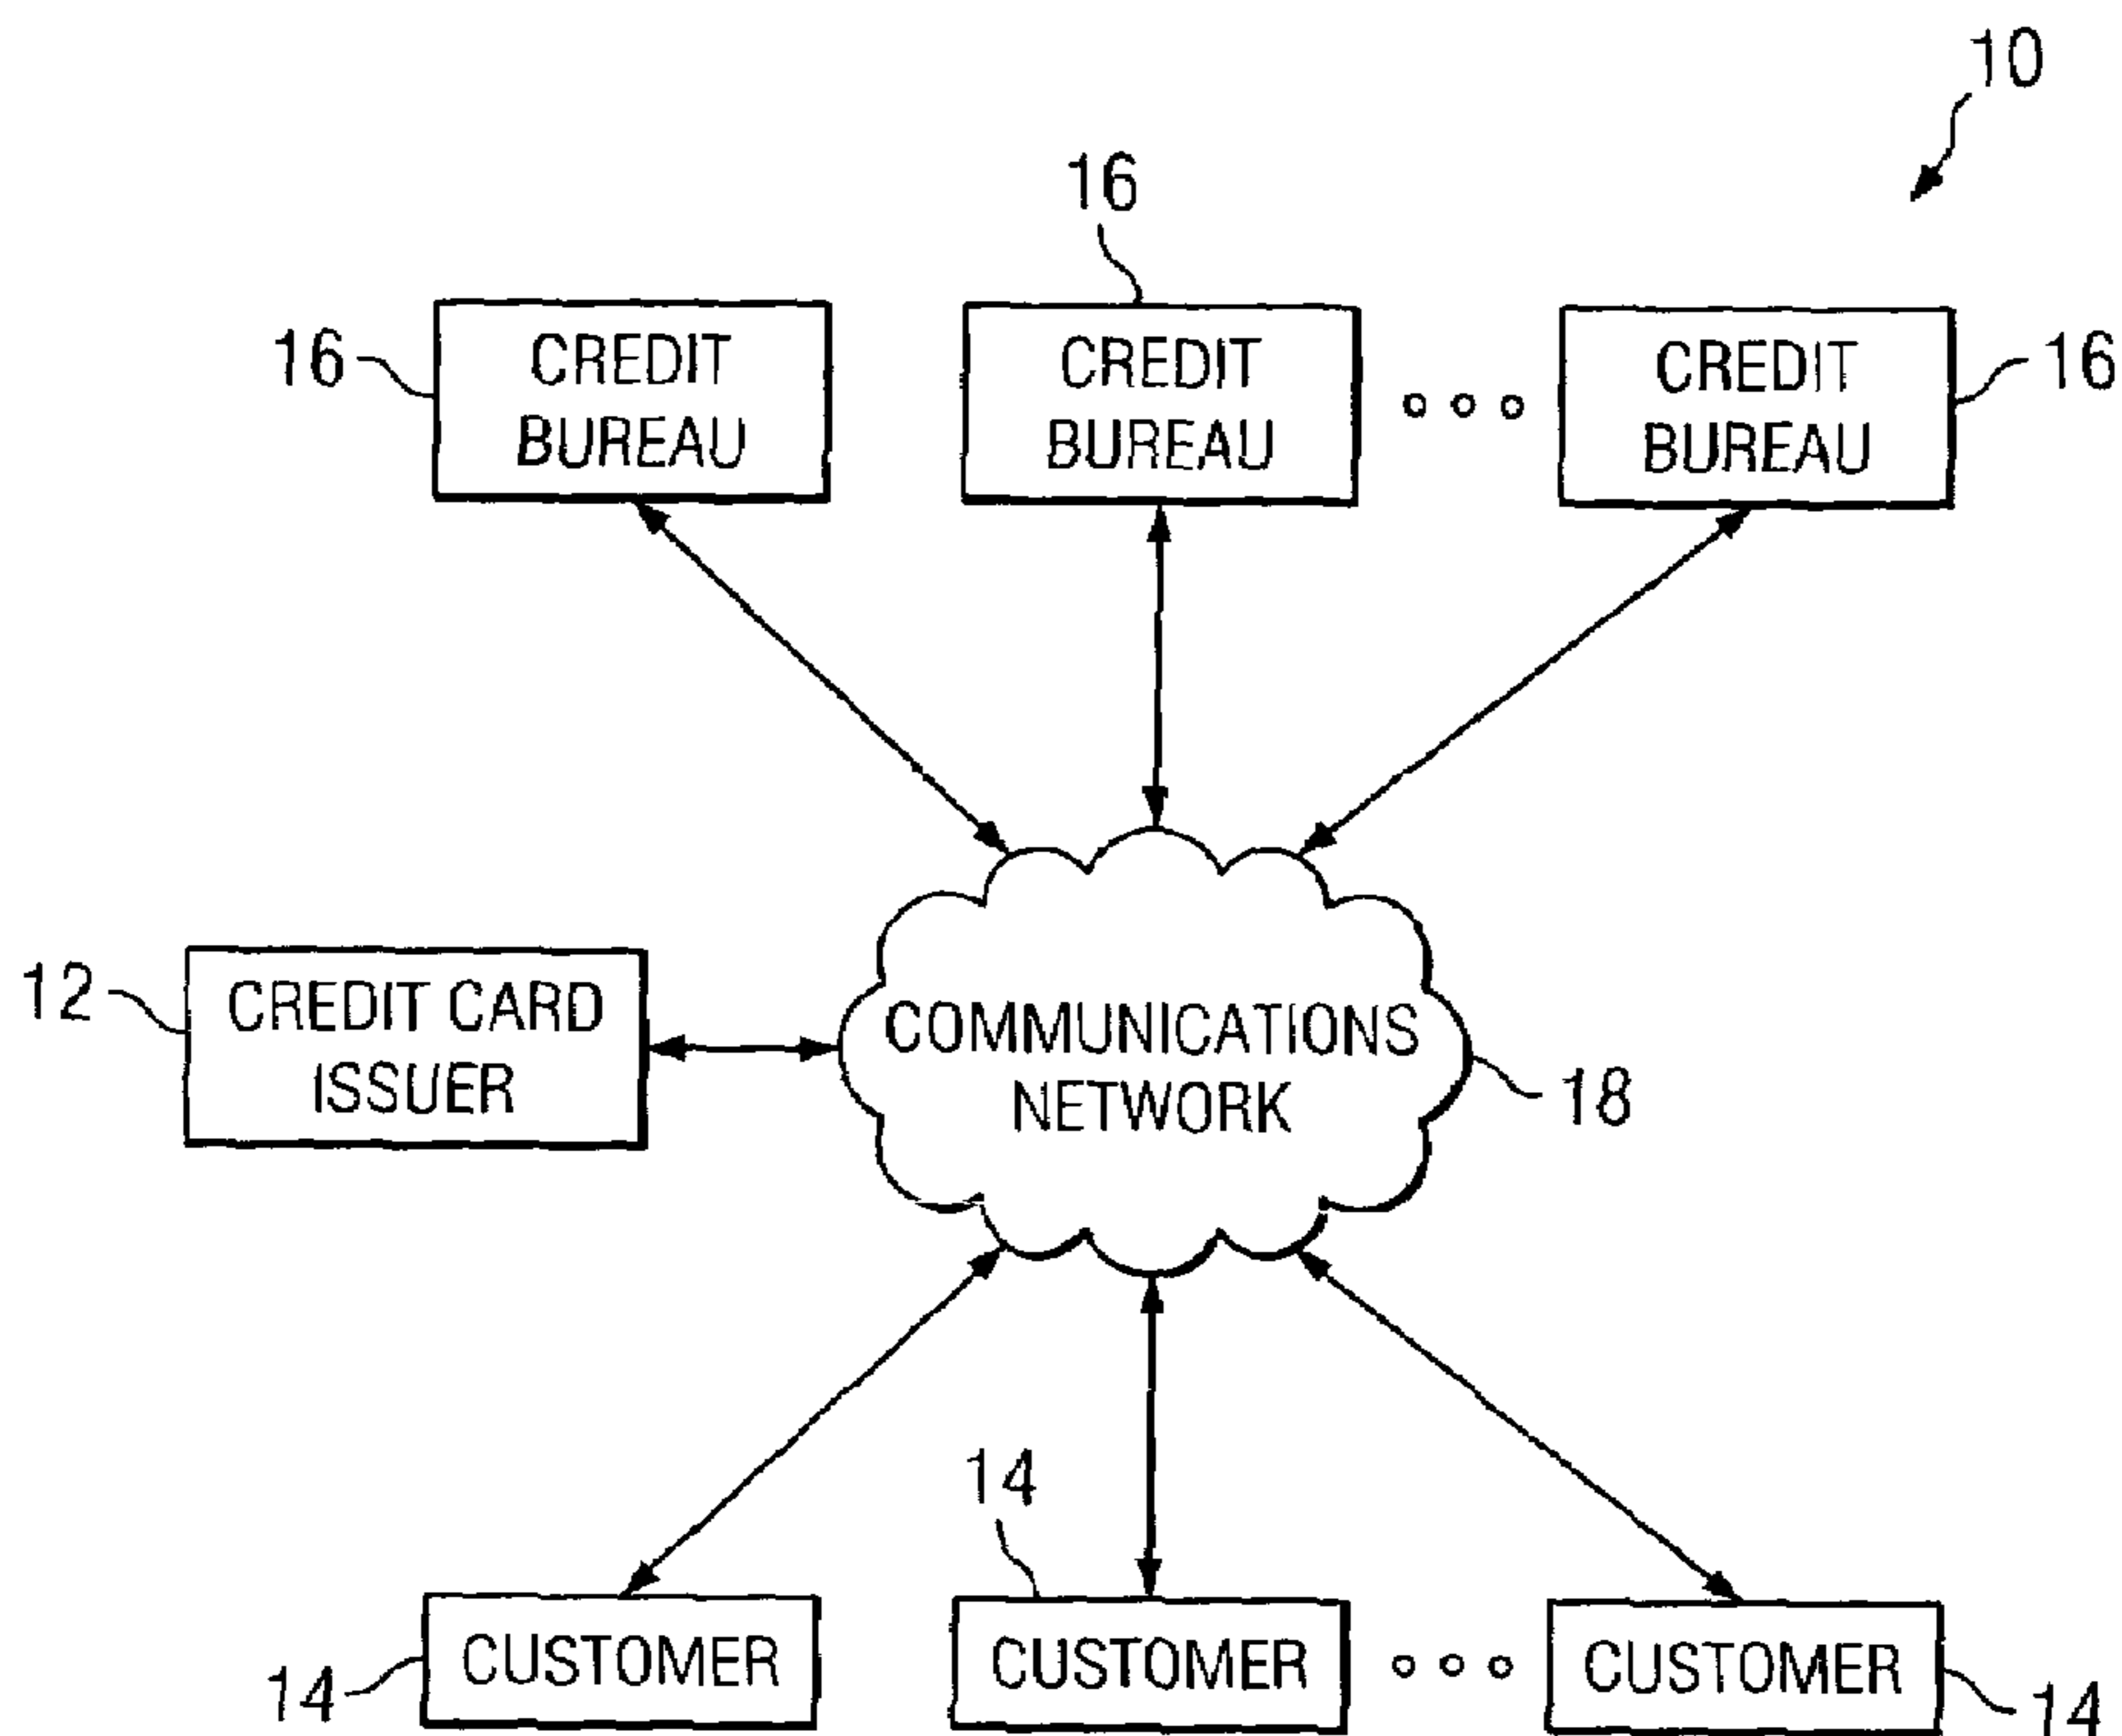 10
16
16
CREDIT
BUREAU
CREDIT
BUREAU
CREDIT
BUREAU
16
12
CREDIT CARD
ISSUER
COMMUNICATIONS
NETWORK
18
14
14
CUSTOMER
CUSTOMER
CUSTOMER
14